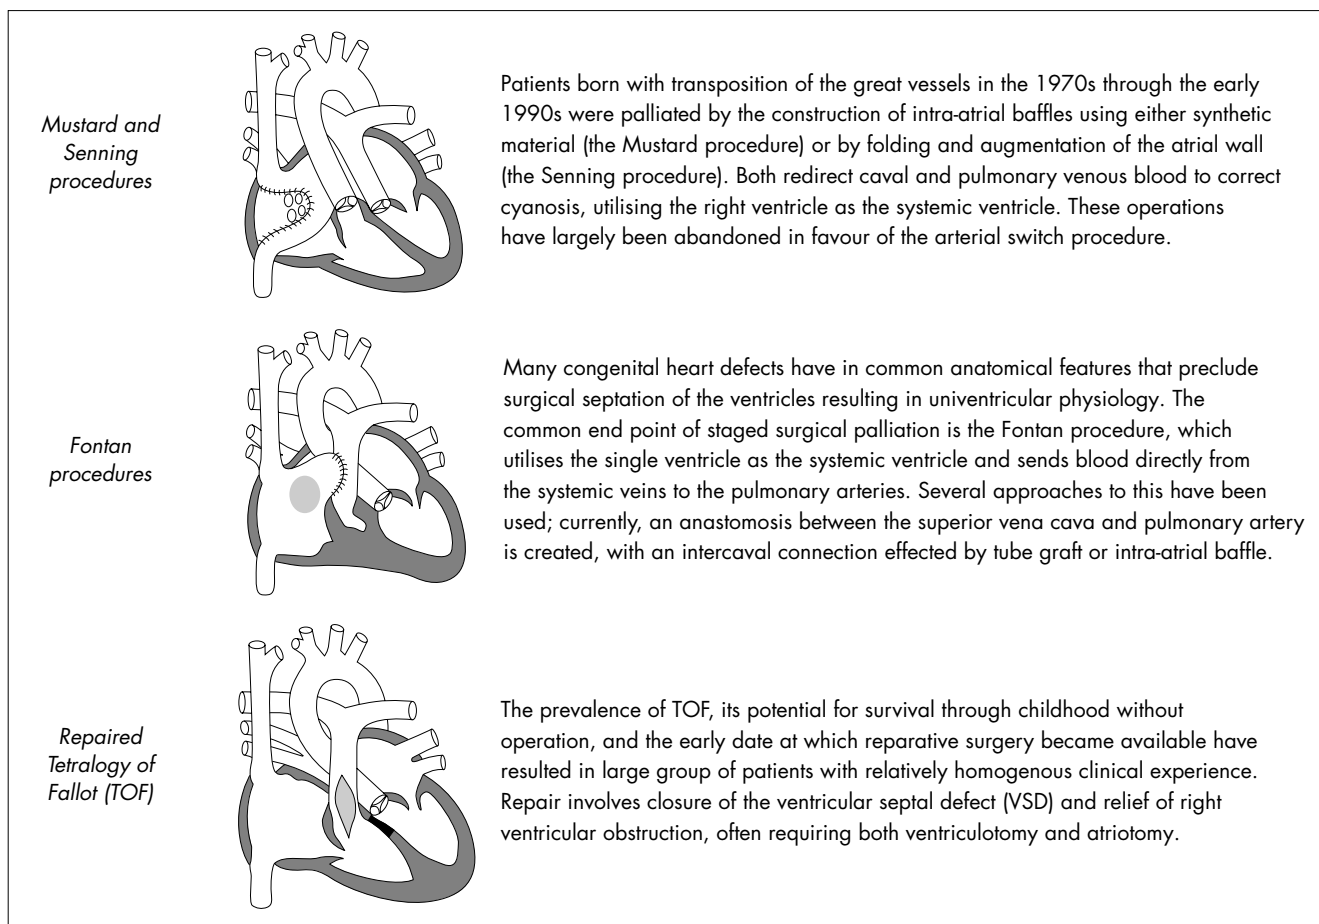 Mustard and
Senning
procedures
Patients born with transposition of the great vessels in the 1970s through the early
1990s were palliated by the construction of intra-atrial baffles using either synthetic
material (the Mustard procedure) or by folding and augmentation of the atrial wall
(the Senning procedure). Both redirect caval and pulmonary venous blood to correct
cyanosis, utilising the right ventricle as the systemic ventricle. These operations
have largely been abandoned in favour of the arterial switch procedure.
Fontan
procedures
Many congenital heart defects have in common anatomical features that preclude
surgical septation of the ventricles resulting in univentricular physiology. The
common end point of staged surgical palliation is the Fontan procedure, which
utilises the single ventricle as the systemic ventricle and sends blood directly from
the systemic veins to the pulmonary arteries. Several approaches to this have been
used; currently, an anastomosis between the superior vena cava and pulmonary artery
is created, with an intercaval connection effected by tube graft or intra-atrial baffle.
Repaired
Tetralogy of
Fallot (TOF)
The prevalence of TOF, its potential for survival through childhood without
operation, and the early date at which reparative surgery became available have
resulted in large group of patients with relatively homogenous clinical experience.
Repair involves closure of the ventricular septal defect (VSD) and relief of right
ventricular obstruction, often requiring both ventriculotomy and atriotomy.